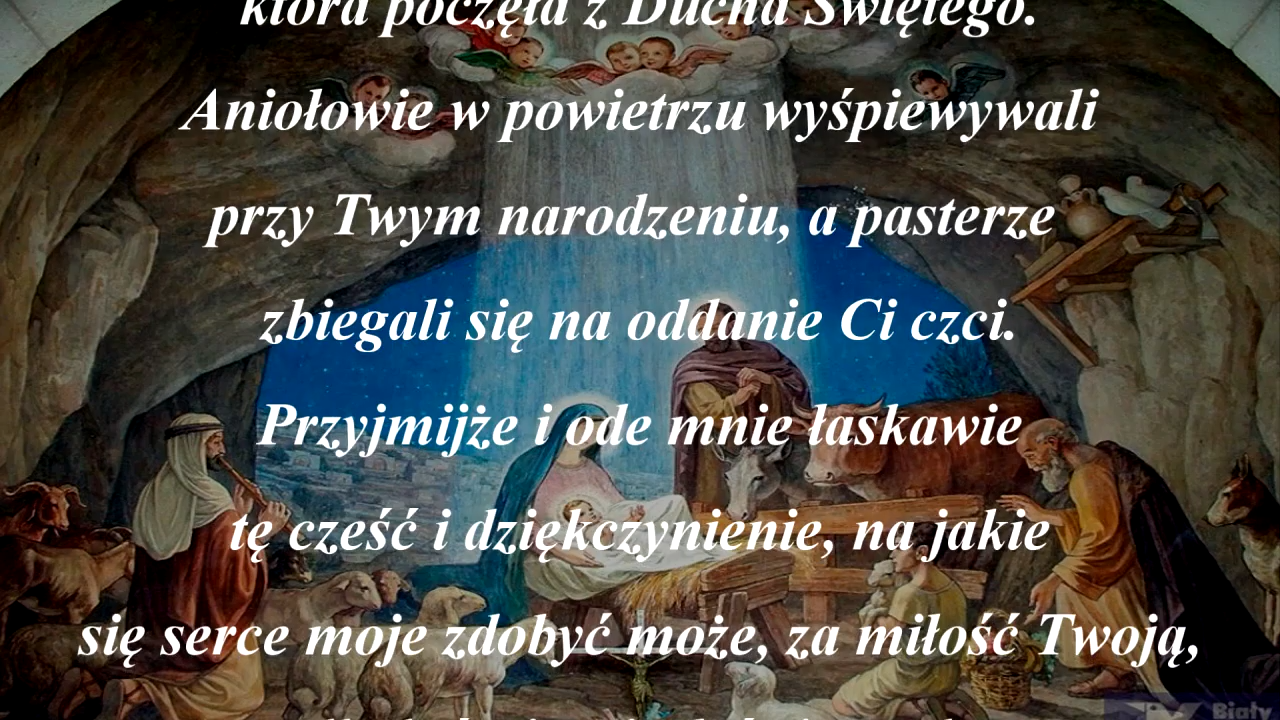 która poczęła z Ducha Świętego.
Aniołowie w powietrzu wyśpiewywali
przy Twym narodzeniu, a pasterze
zbiegali się na oddanie Ci czci.
Przyjmijże i ode mnie łaskawie
tę cześć i dziękczynienie, na jakie
się serce moje zdobyć może, za miłość Twoją,
Biały